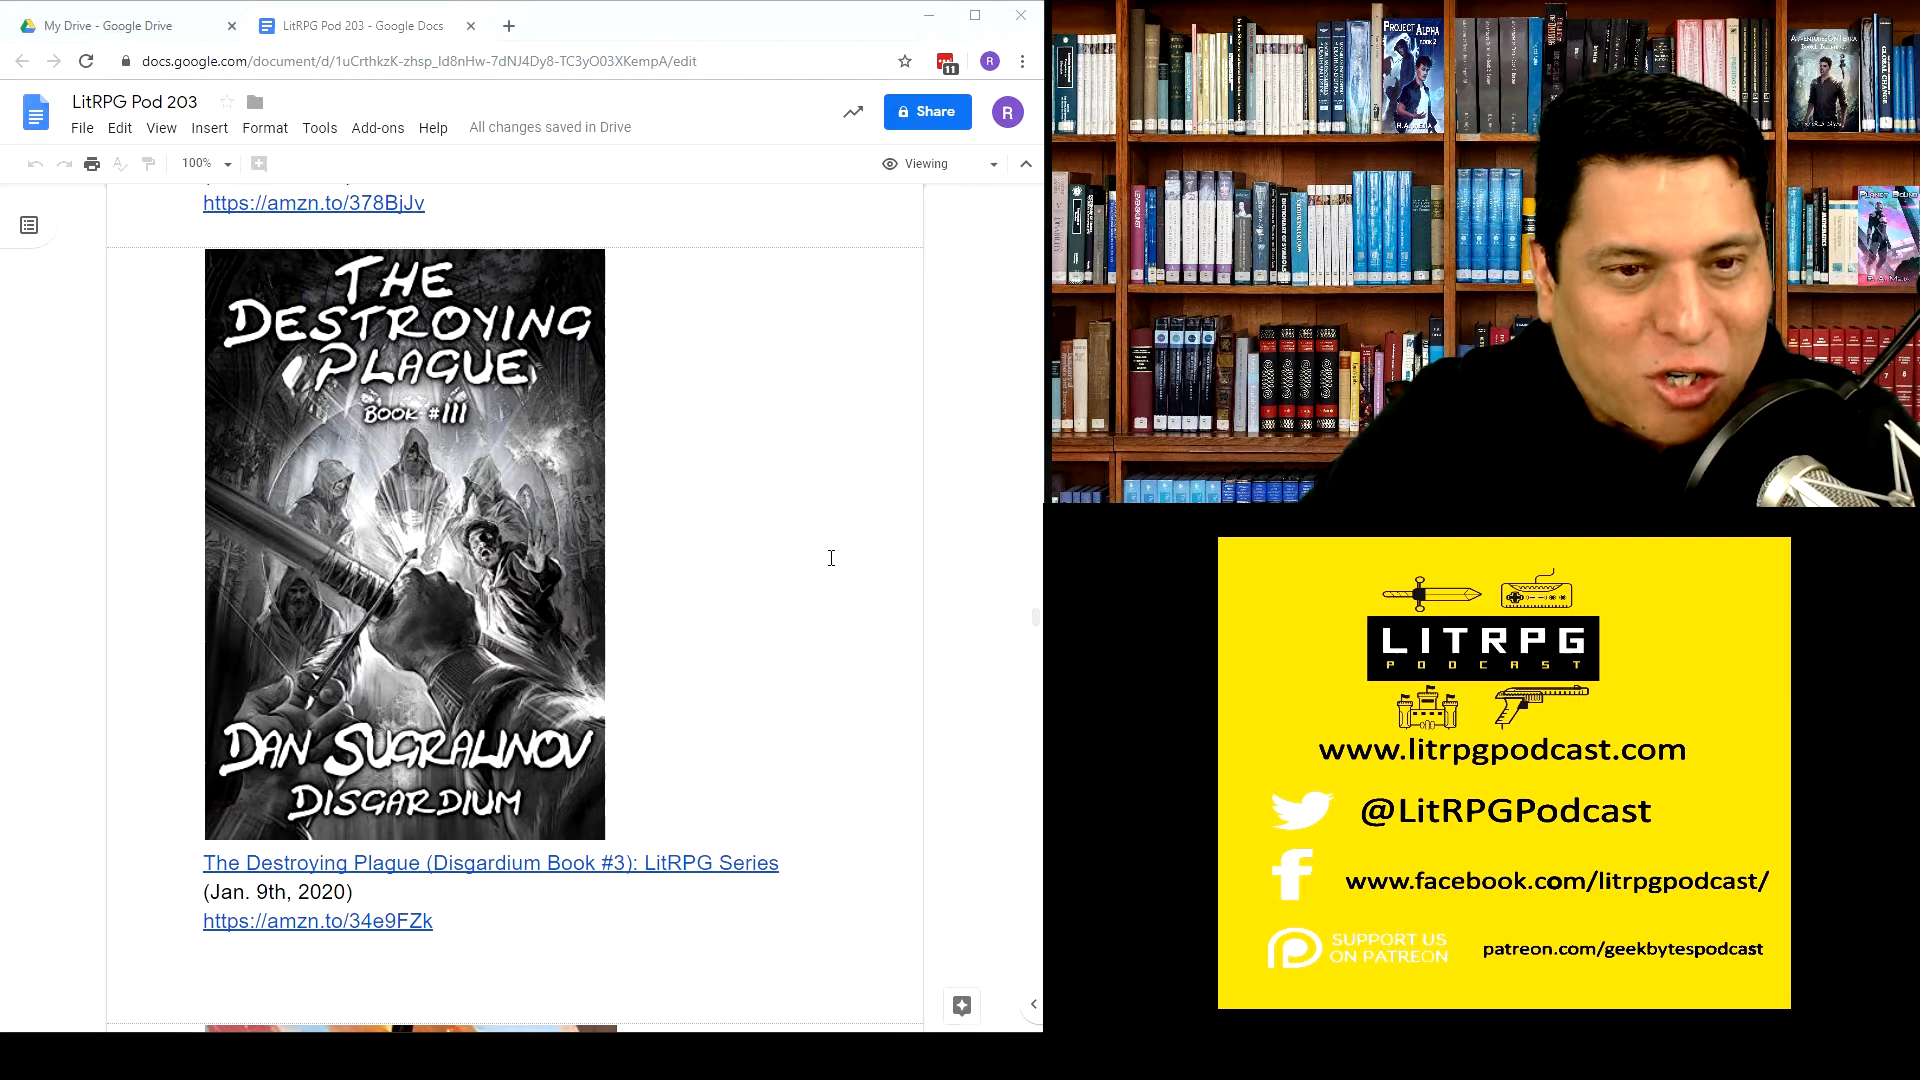 My Drive - Google Drive
LitRPG Pod 203 - Google Docs
docs.google.com/document/d/1uCrthkzK-zhsp_ld8nHw-7dNJ4Dy8-TC3yO03XKempA/edit
11
R
LitRPG Pod 203
File Edit View Insert Format Tools Add-ons Help All changes saved in Drive
Share
R
100%
Viewing
https://amzn.to/378BjJv
THE
DESTROYING
PLAGUE
BOOK #III
DAN SUGRALINOV
DISGARDIUM
The Destroying Plague (Disgardium Book #3): LitRPG Series
(Jan. 9th, 2020)
https://amzn.to/34e9FZk
PROJECT ALPHA
BOOK 2
LITRPG
PODCAST
www.litrpgpodcast.com
@LitRPGPodcast
www.facebook.com/litrpgpodcast/
SUPPORT US
ON PATREON
patreon.com/geekbytespodcast